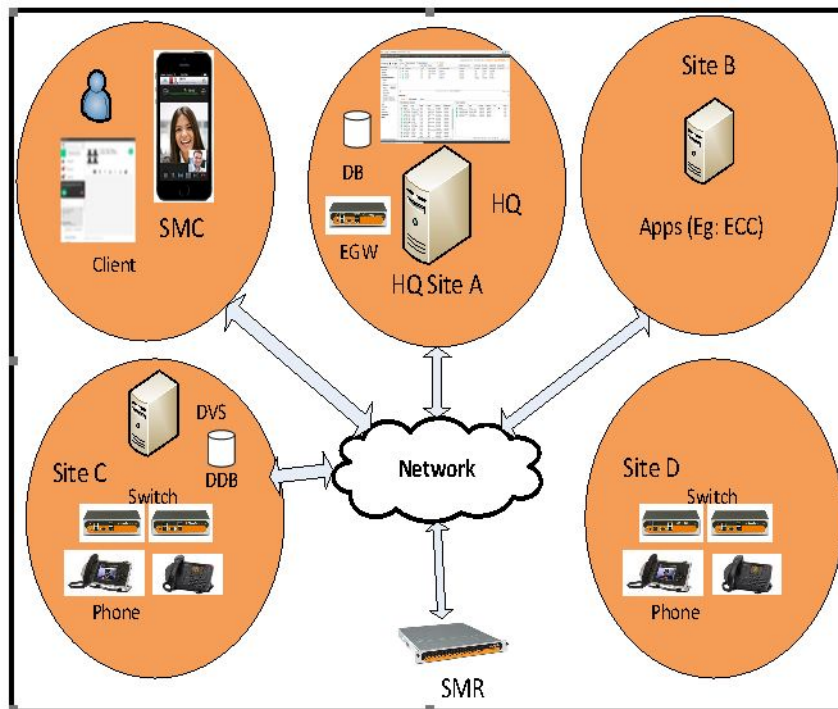 SMC
Client
DB
EGW
HQ
HQ Site A
Site B
Apps (Eg: ECC)
DVS
DDB
Site C
Switch
Phone
Network
Site D
Switch
Phone
SMR